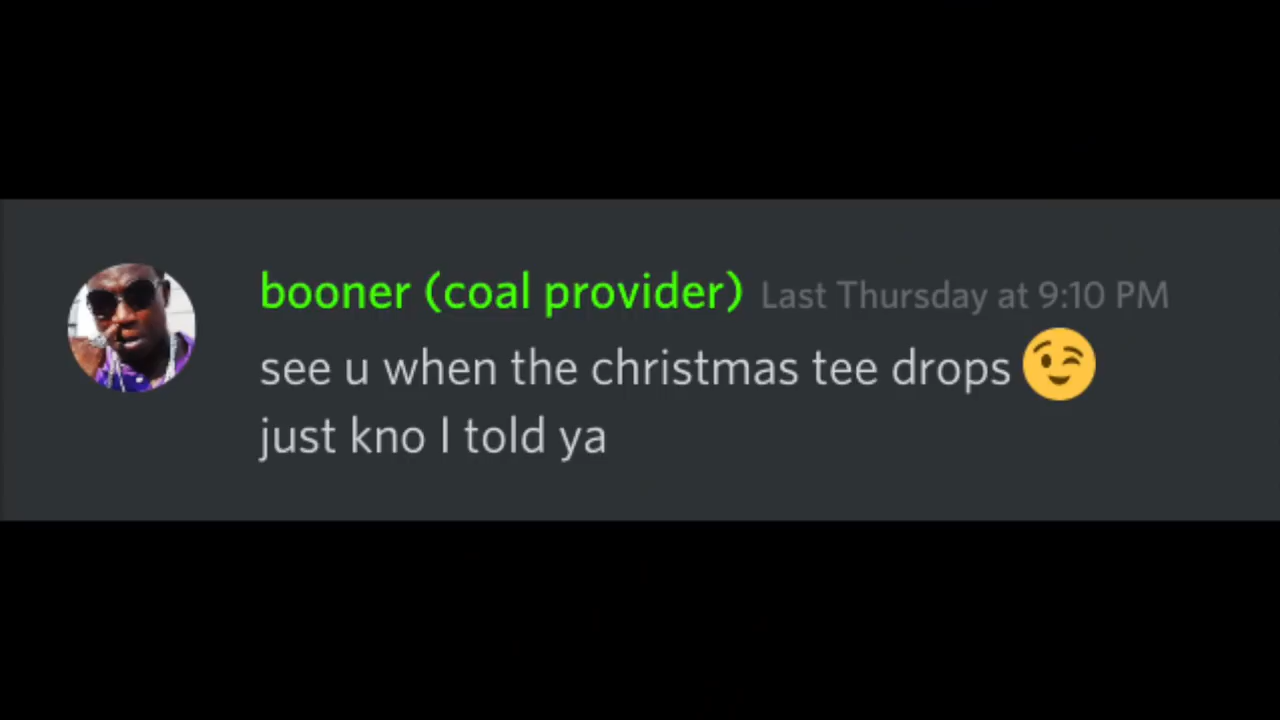 booner (coal provider) Last Thursday at 9:10 PM
see u when the christmas tee drops 😉
just kno I told ya